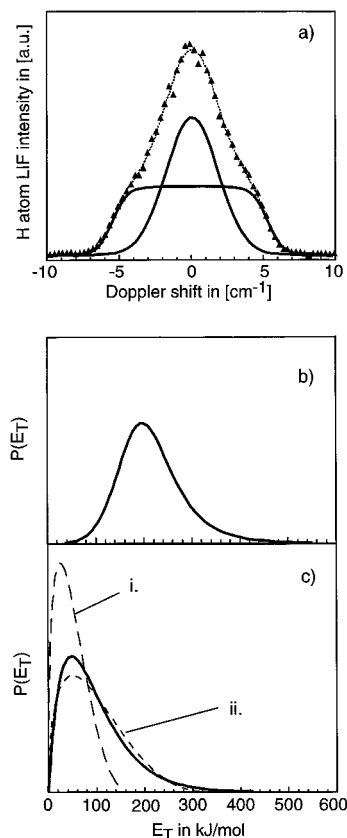 a)
H atom LIF intensity in [a.u.]
-10 -5 0 5 10
Doppler shift in [cm-1]
b)
P(ET)
c)
i.
ii.
P(ET)
0 100 200 300 400 500 600
ET in kJ/mol